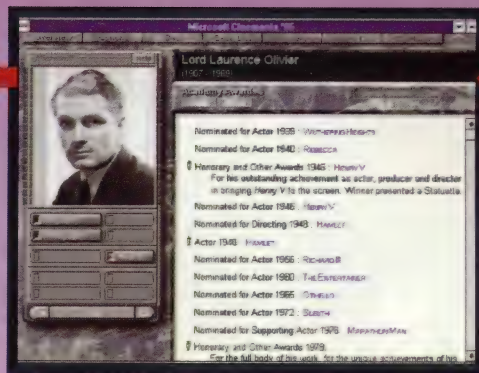 Microsoft Cinemania '95
Lord Laurence Olivier
(1907 - 1989)
Academy Awards
Nominated for Actor 1939 : WUTHERING HEIGHTS
Nominated for Actor 1940 : REBECCA
Honorary and Other Awards 1946 : HENRY V
For his outstanding achievement as actor, producer and director
in bringing Henry V to the screen. Winner presented a Statuette.
Nominated for Actor 1946 : HENRY V
Nominated for Directing 1948 : HAMLET
Actor 1948 : HAMLET
Nominated for Actor 1956 : RICHARD III
Nominated for Actor 1960 : THE ENTERTAINER
Nominated for Actor 1965 : OTHELLO
Nominated for Actor 1972 : SLEUTH
Nominated for Supporting Actor 1976 : MARATHON MAN
Honorary and Other Awards 1979
For the full body of his work, for the unique achievements of his